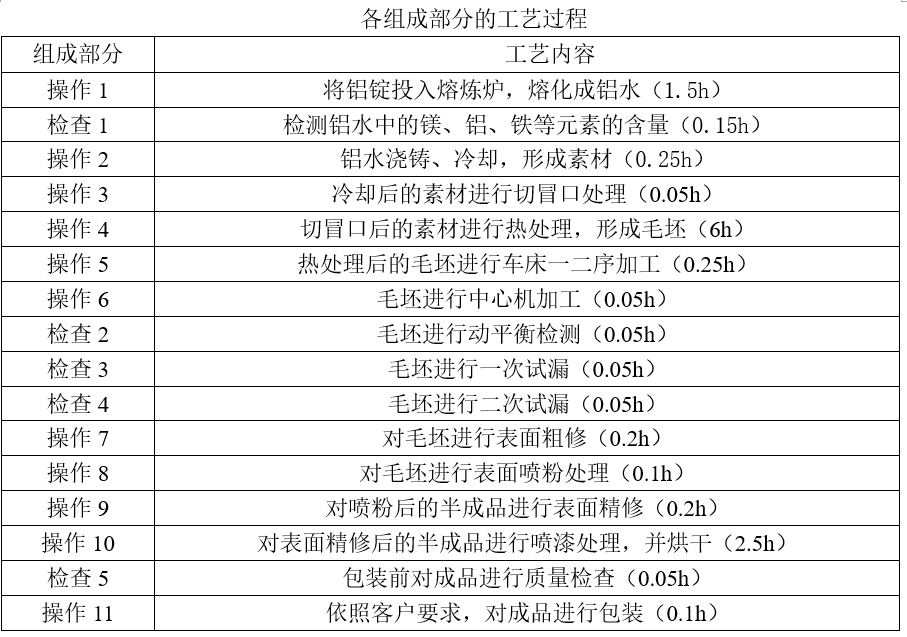 各组成部分的工艺过程
组成部分 工艺内容
操作 1 将铝锭投入熔炼炉，熔化成铝水（1.5h）
检查 1 检测铝水中的镁、铝、铁等元素的含量（0.15h）
操作 2 铝水浇铸、冷却，形成素材（0.25h）
操作 3 冷却后的素材进行切冒口处理（0.05h）
操作 4 切冒口后的素材进行热处理，形成毛坯（6h）
操作 5 热处理后的毛坯进行车床一二序加工（0.25h）
操作 6 毛坯进行中心机加工（0.05h）
检查 2 毛坯进行动平衡检测（0.05h）
检查 3 毛坯进行一次试漏（0.05h）
检查 4 毛坯进行二次试漏（0.05h）
操作 7 对毛坯进行表面粗修（0.2h）
操作 8 对毛坯进行表面喷粉处理（0.1h）
操作 9 对喷粉后的半成品进行表面精修（0.2h）
操作 10 对表面精修后的半成品进行喷漆处理，并烘干（2.5h）
检查 5 包装前对成品进行质量检查（0.05h）
操作 11 依照客户要求，对成品进行包装（0.1h）